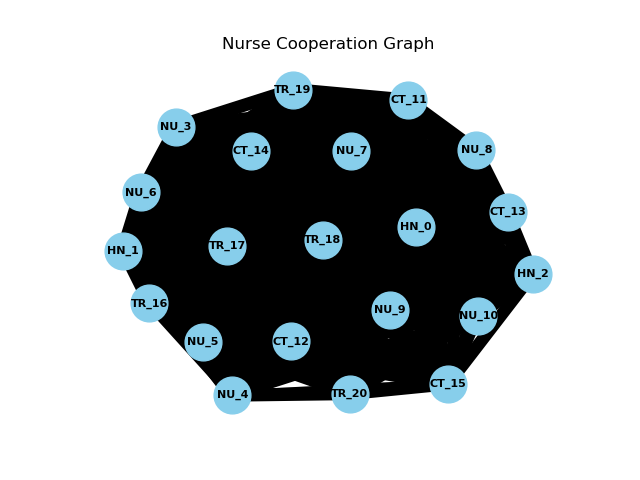 Nurse Cooperation Graph
TR_19
CT_11
NU_3
CT_14
NU_7
NU_8
NU_6
CT_13
HN_0
TR_18
TR_17
HN_1
HN_2
TR_16
NU_9
NU_10
NU_5
CT_12
CT_15
NU_4
TR_20